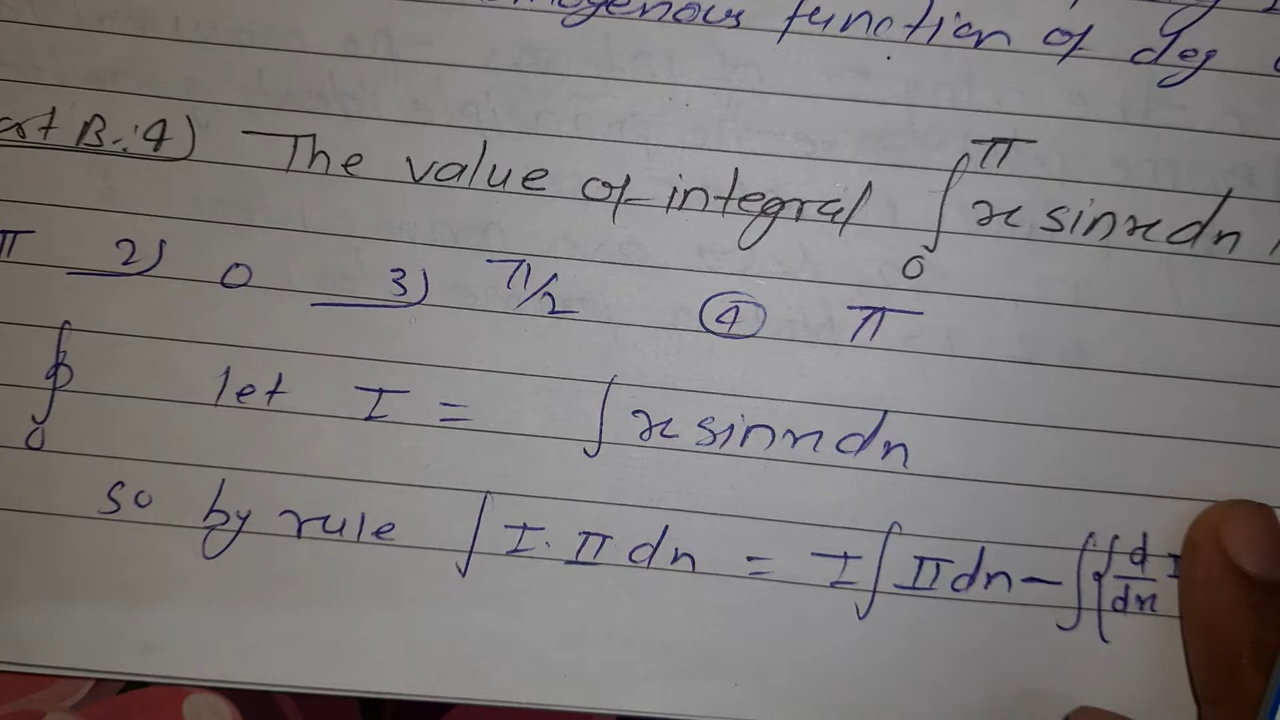 function of deg
B.:4) The value of integral ∫₀^π x sinx dx
π 2) 0 3) π/2 ④ π
let I = ∫ x sinx dx
so by rule ∫ I. II dx = I ∫ II dx - ∫{ d/dx I